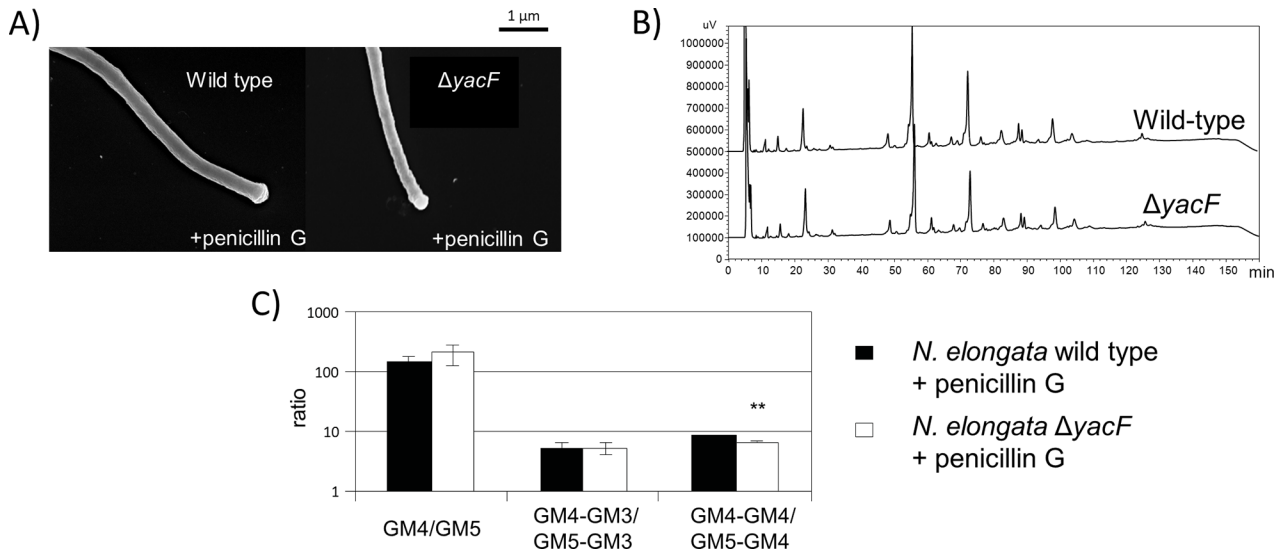 A)
1 µm
Wild type
+penicillin G
ΔyacF
+penicillin G
B)
uV
1000000
900000
800000
700000
600000
500000
400000
300000
200000
100000
0
0 10 20 30 40 50 60 70 80 90 100 110 120 130 140 150 min
Wild-type
ΔyacF
C)
ratio
1000
100
10
1
**
GM4/GM5
GM4-GM3/
GM5-GM3
GM4-GM4/
GM5-GM4
N. elongata wild type
+ penicillin G
N. elongata ΔyacF
+ penicillin G